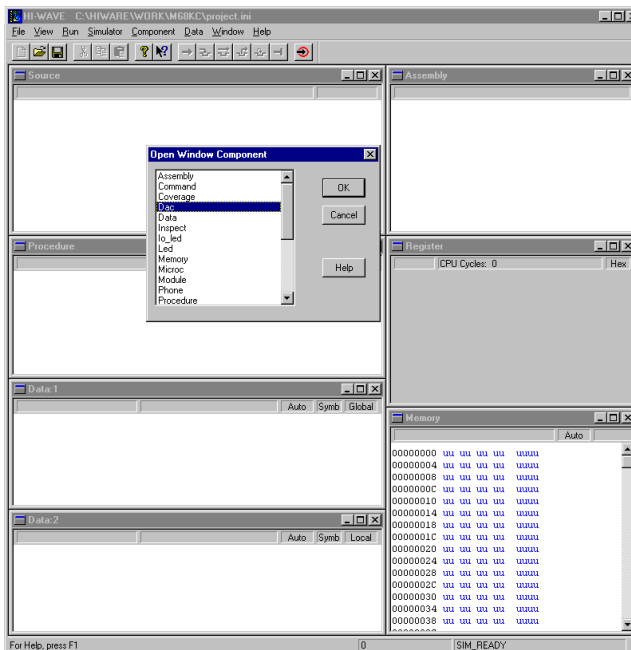 HI-WAVE C:\HIWARE\WORK\M68KC\project.ini
File View Run Simulator Component Data Window Help
Source
Assembly
Open Window Component
Assembly
Command
Coverage
Dac
Data
Inspect
Io_led
Led
Memory
Microc
Module
Phone
Procedure
OK
Cancel
Help
Procedure
Register
CPU Cycles: 0 Hex
Data:1
Auto Symb Global
Memory
Auto
00000000 uu uu uu uu uuuu
00000004 uu uu uu uu uuuu
00000008 uu uu uu uu uuuu
0000000C uu uu uu uu uuuu
00000010 uu uu uu uu uuuu
00000014 uu uu uu uu uuuu
00000018 uu uu uu uu uuuu
0000001C uu uu uu uu uuuu
00000020 uu uu uu uu uuuu
00000024 uu uu uu uu uuuu
00000028 uu uu uu uu uuuu
0000002C uu uu uu uu uuuu
00000030 uu uu uu uu uuuu
00000034 uu uu uu uu uuuu
00000038 uu uu uu uu uuuu
Data:2
Auto Symb Local
For Help, press F1 0 SIM_READY